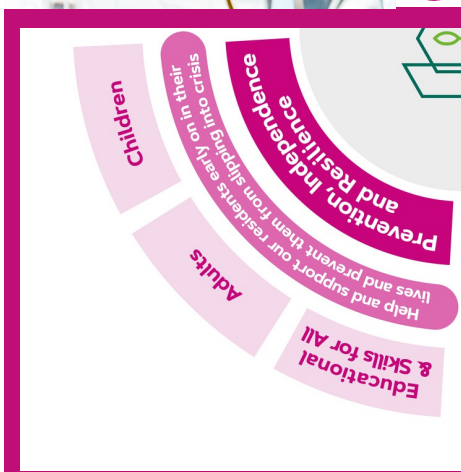 Prevention, Independence
and Resilience
Help and support our residents early on in their
lives and prevent them from slipping into crisis
Educational
& Skills for All
Adults
Children